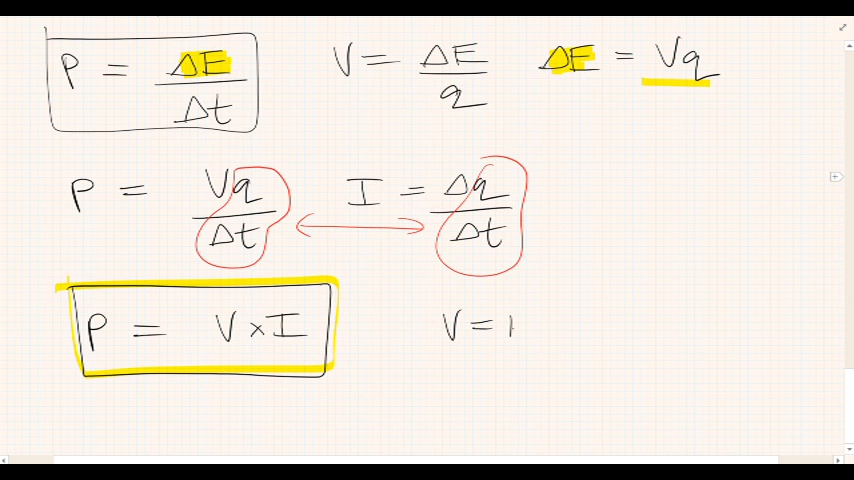 P = ΔE/Δt V = ΔE/q ΔE = Vq
P = Vq/Δt I = Δq/Δt
P = V × I V = I